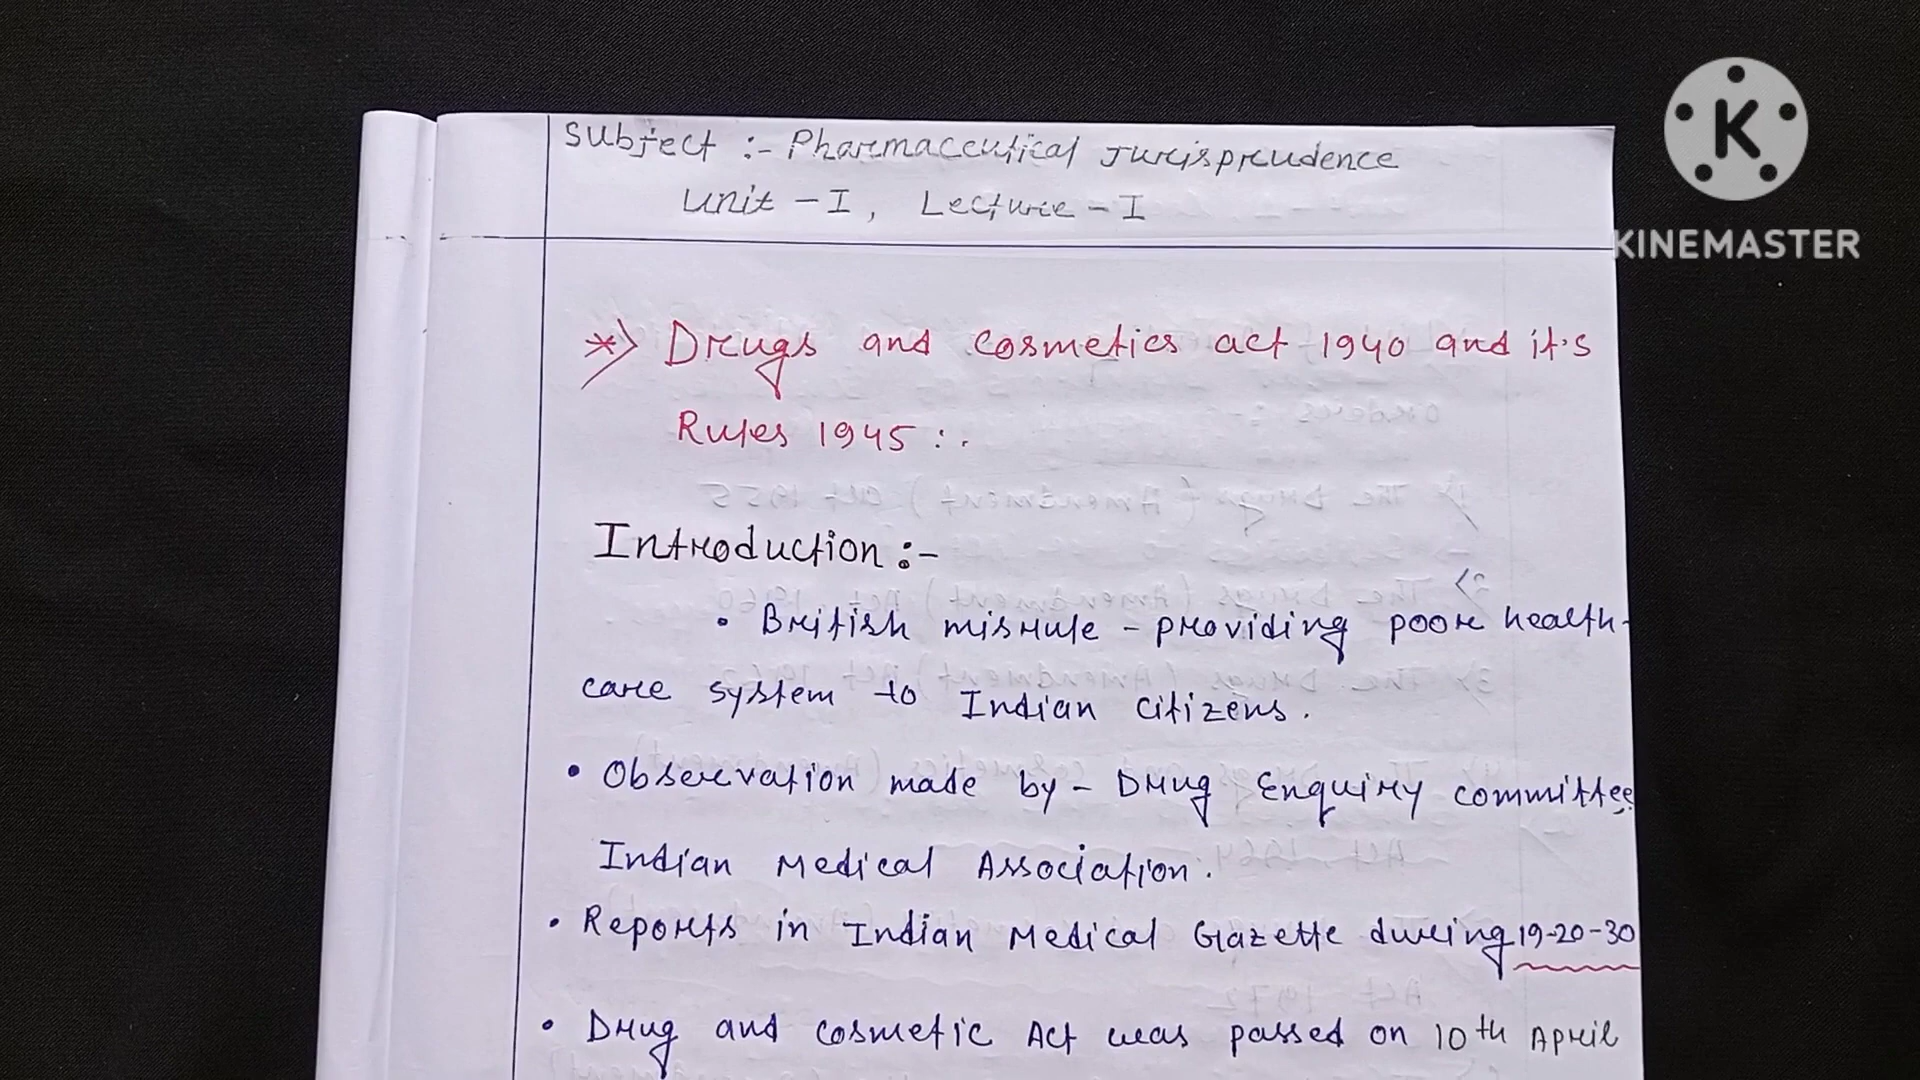 Subject :- Pharmaceutical Jurisprudence
Unit - I, Lecture - I
K
KINEMASTER
*) Drugs and cosmetics act 1940 and it's
Rules 1945 :.
Introduction :-
• British misrule - providing poor health-
care system to Indian citizens.
• Observation made by - Drug Enquiry committee,
Indian Medical Association.
• Reports in Indian Medical Gazette during 19-20-30
• Drug and cosmetic Act was passed on 10th April